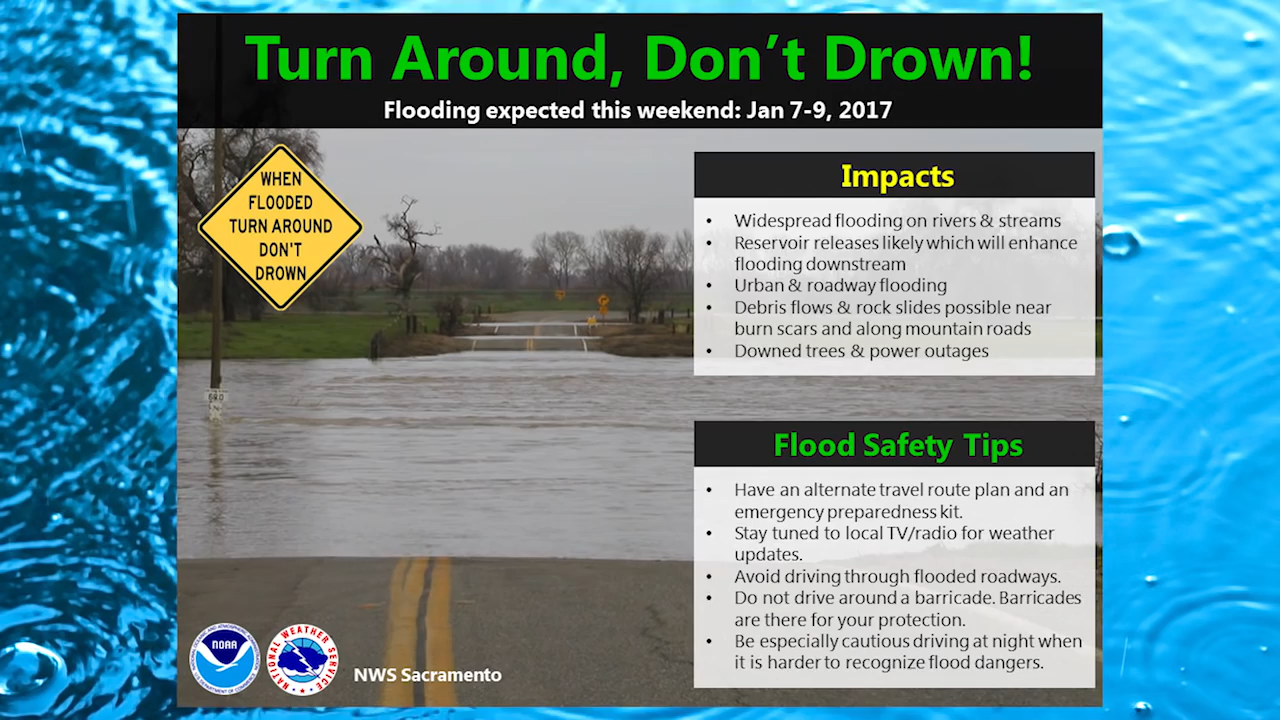 Turn Around, Don't Drown!
Flooding expected this weekend: Jan 7-9, 2017
WHEN
FLOODED
TURN AROUND
DON'T
DROWN
Impacts
• Widespread flooding on rivers & streams
• Reservoir releases likely which will enhance
flooding downstream
• Urban & roadway flooding
• Debris flows & rock slides possible near
burn scars and along mountain roads
• Downed trees & power outages
Flood Safety Tips
• Have an alternate travel route plan and an
emergency preparedness kit.
• Stay tuned to local TV/radio for weather
updates.
• Avoid driving through flooded roadways.
• Do not drive around a barricade. Barricades
are there for your protection.
• Be especially cautious driving at night when
it is harder to recognize flood dangers.
NOAA
NATIONAL WEATHER SERVICE
NWS Sacramento